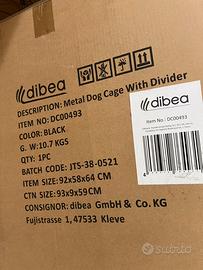 dibea
DESCRIPTION: Metal Dog Cage With Divider
ITEM NO: DC00493
COLOR: BLACK
G. W: 10.7 KGS
QTY: 1PC
BATCH CODE: JTS-38-0521
ITEM SIZE: 92x58x64 CM
CTN SIZE: 93x9x59CM
CONSIGNOR: dibea GmbH & Co. KG
Fujistrasse 1, 47533 Kleve
dibea
Item No.: DC00493
subito